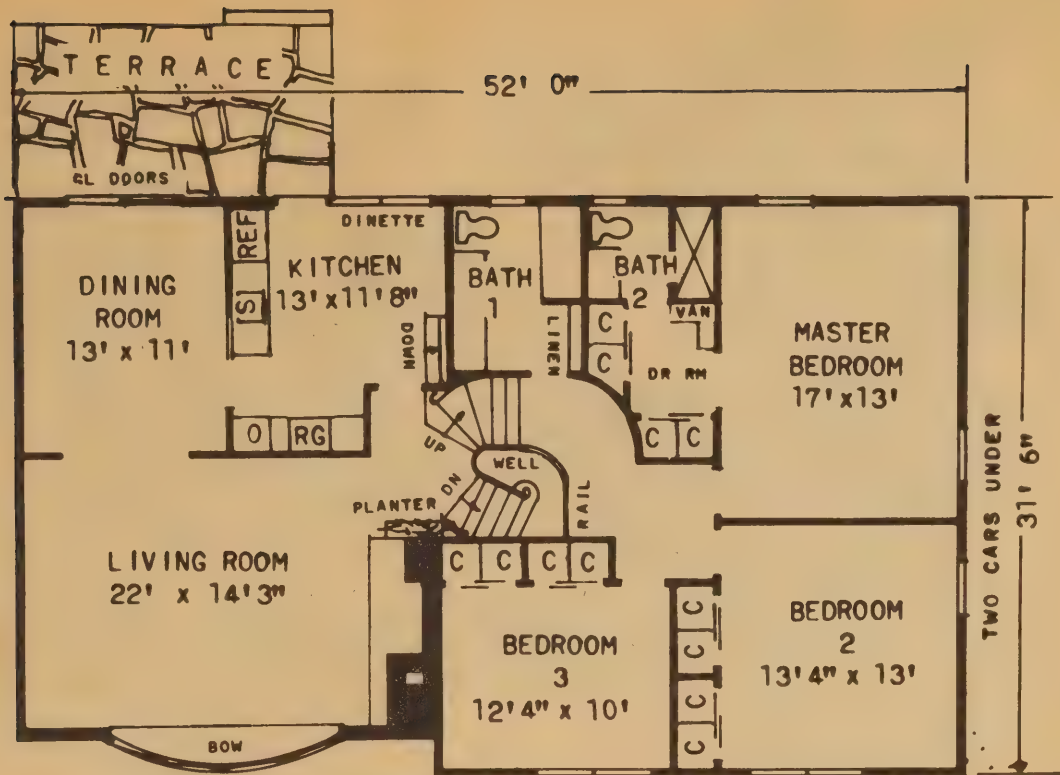 TERRACE
52' 0"
GL DOORS
DINETTE
REF
KITCHEN
13' x11'8"
S
DINING
ROOM
13' x 11'
BATH
1
BATH
2
VAN
C
C
LINEN
DOWN
DR RM
MASTER
BEDROOM
17' x13'
O
RG
C
C
UP
WELL
DN
RAIL
PLANTER
LIVING ROOM
22' x 14'3"
C
C
C
C
BEDROOM
3
12'4" x 10'
C
C
C
C
BEDROOM
2
13'4" x 13'
TWO CARS UNDER
31' 6"
BOW